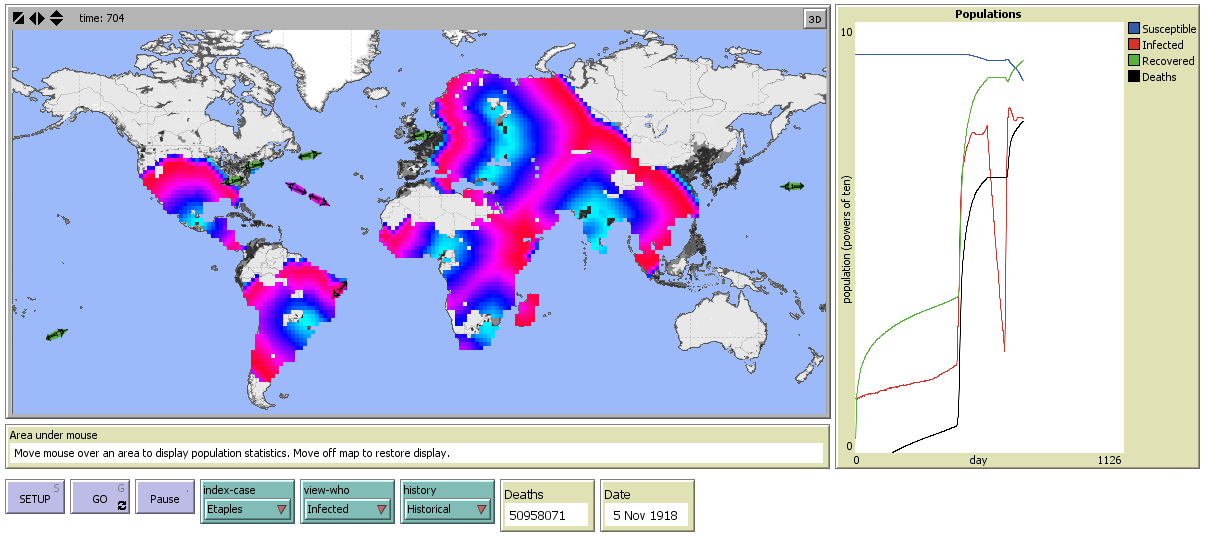 time: 704
3D
Area under mouse
Move mouse over an area to display population statistics. Move off map to restore display.
SETUP
S
GO
G
Pause
.
index-case
Etaples
view-who
Infected
history
Historical
Deaths
50958071
Date
5 Nov 1918
Populations
10
population (powers of ten)
0
0
day
1126
Susceptible
Infected
Recovered
Deaths